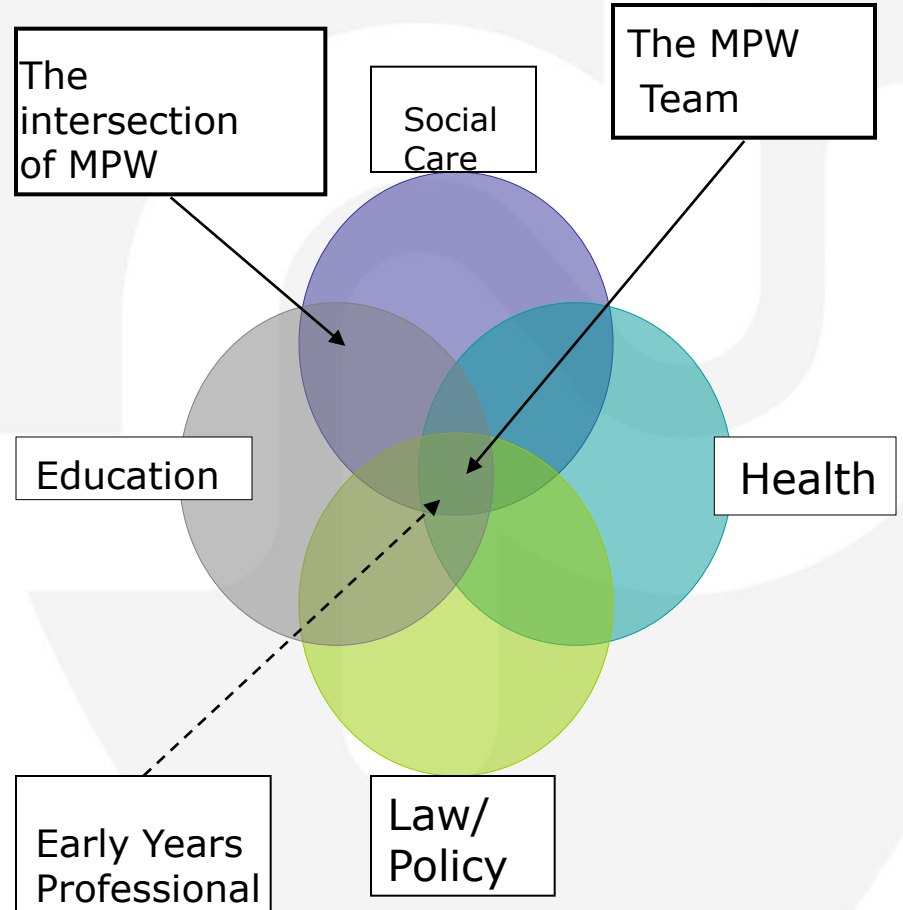 The
intersection
of MPW
The MPW
Team
Social
Care
Education
Health
Early Years
Professional
Law/
Policy